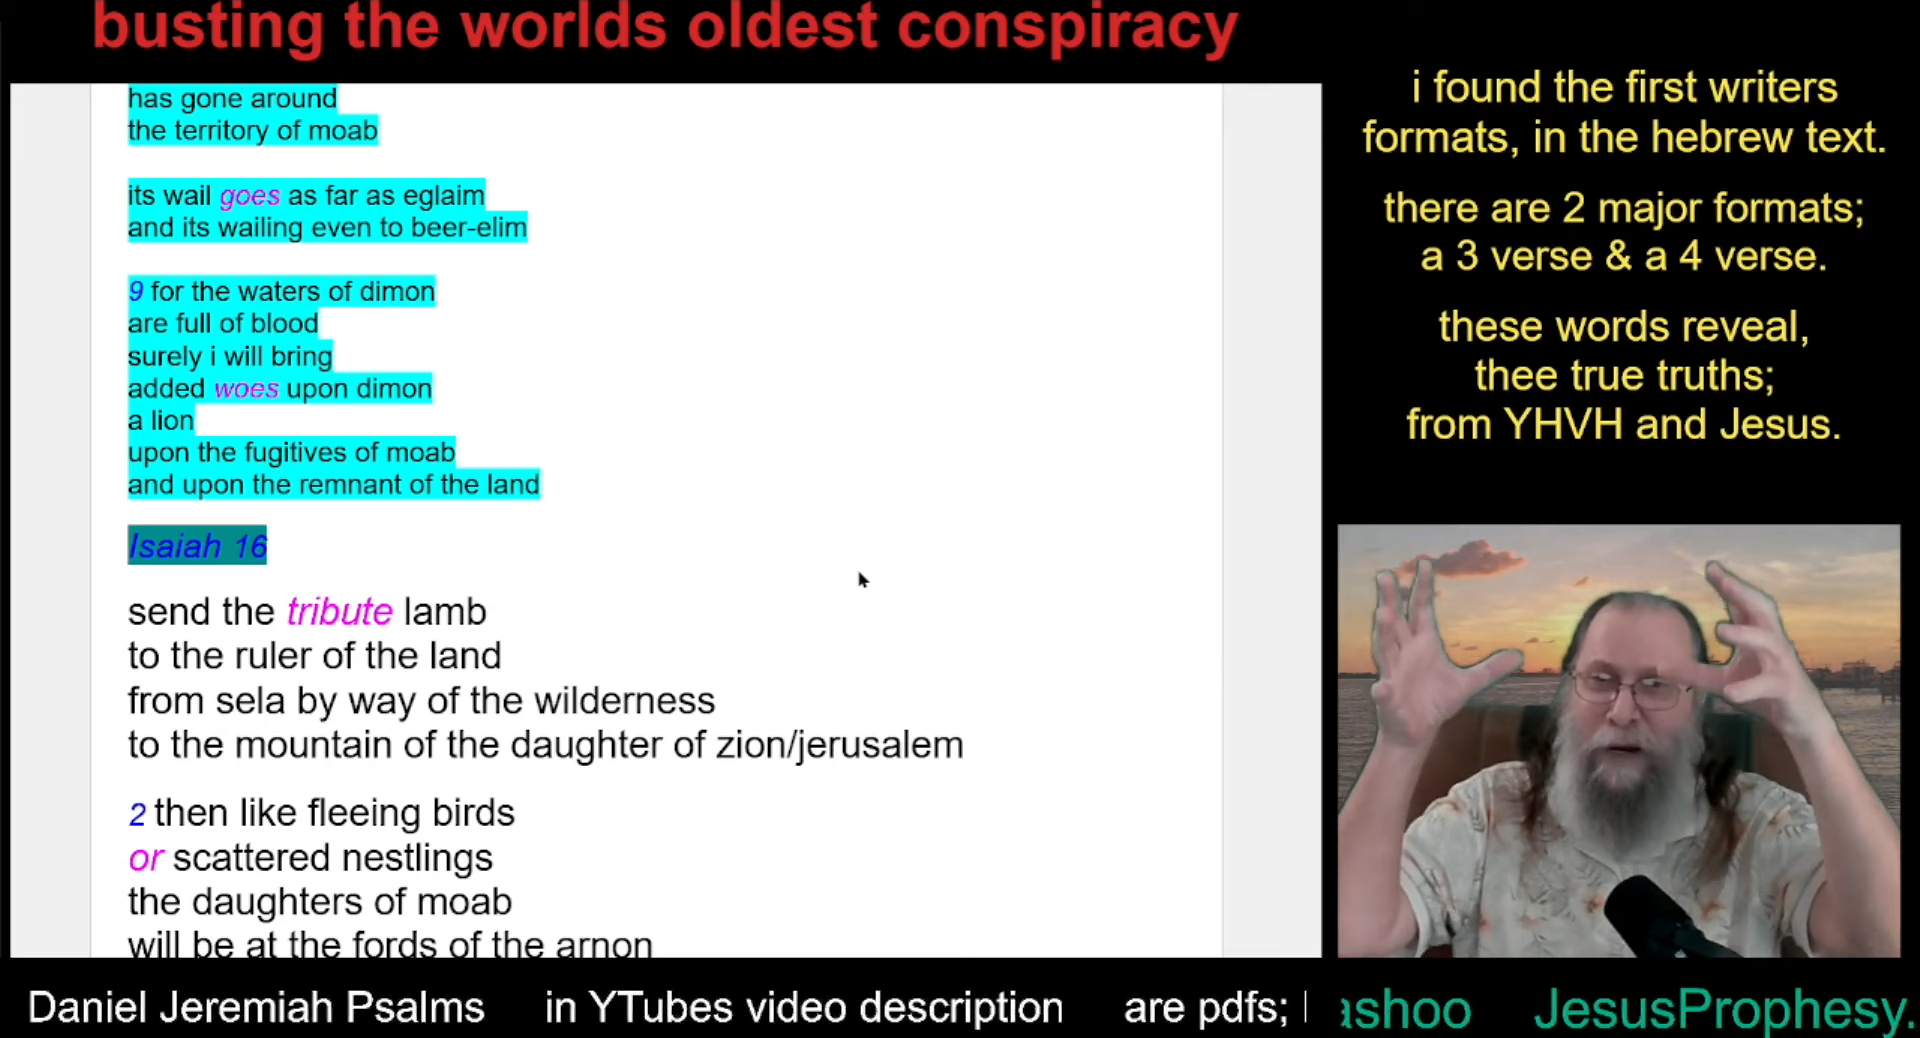 busting the worlds oldest conspiracy
has gone around
the territory of moab
its wail goes as far as eglaim
and its wailing even to beer-elim
9 for the waters of dimon
are full of blood
surely i will bring
added woes upon dimon
a lion
upon the fugitives of moab
and upon the remnant of the land
Isaiah 16
send the tribute lamb
to the ruler of the land
from sela by way of the wilderness
to the mountain of the daughter of zion/jerusalem
2 then like fleeing birds
or scattered nestlings
the daughters of moab
will be at the fords of the arnon
i found the first writers
formats, in the hebrew text.
there are 2 major formats;
a 3 verse & a 4 verse.
these words reveal,
thee true truths;
from YHVH and Jesus.
Daniel Jeremiah Psalms in YTubes video description are pdfs;
ashoo JesusProphesy.